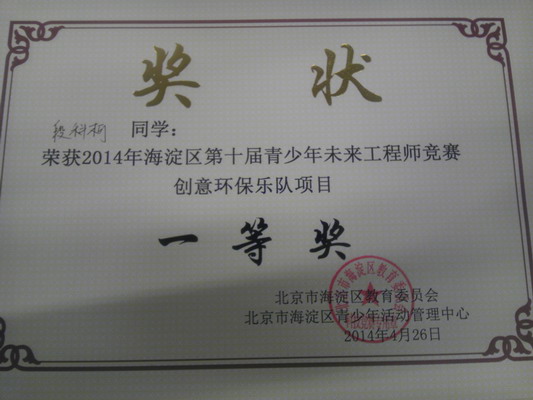 奖 状
段科柯 同学：
荣获2014年海淀区第十届青少年未来工程师竞赛
创意环保乐队项目
一等奖
北京市海淀区教育委员会
北京市海淀区青少年活动管理中心
2014年4月26日